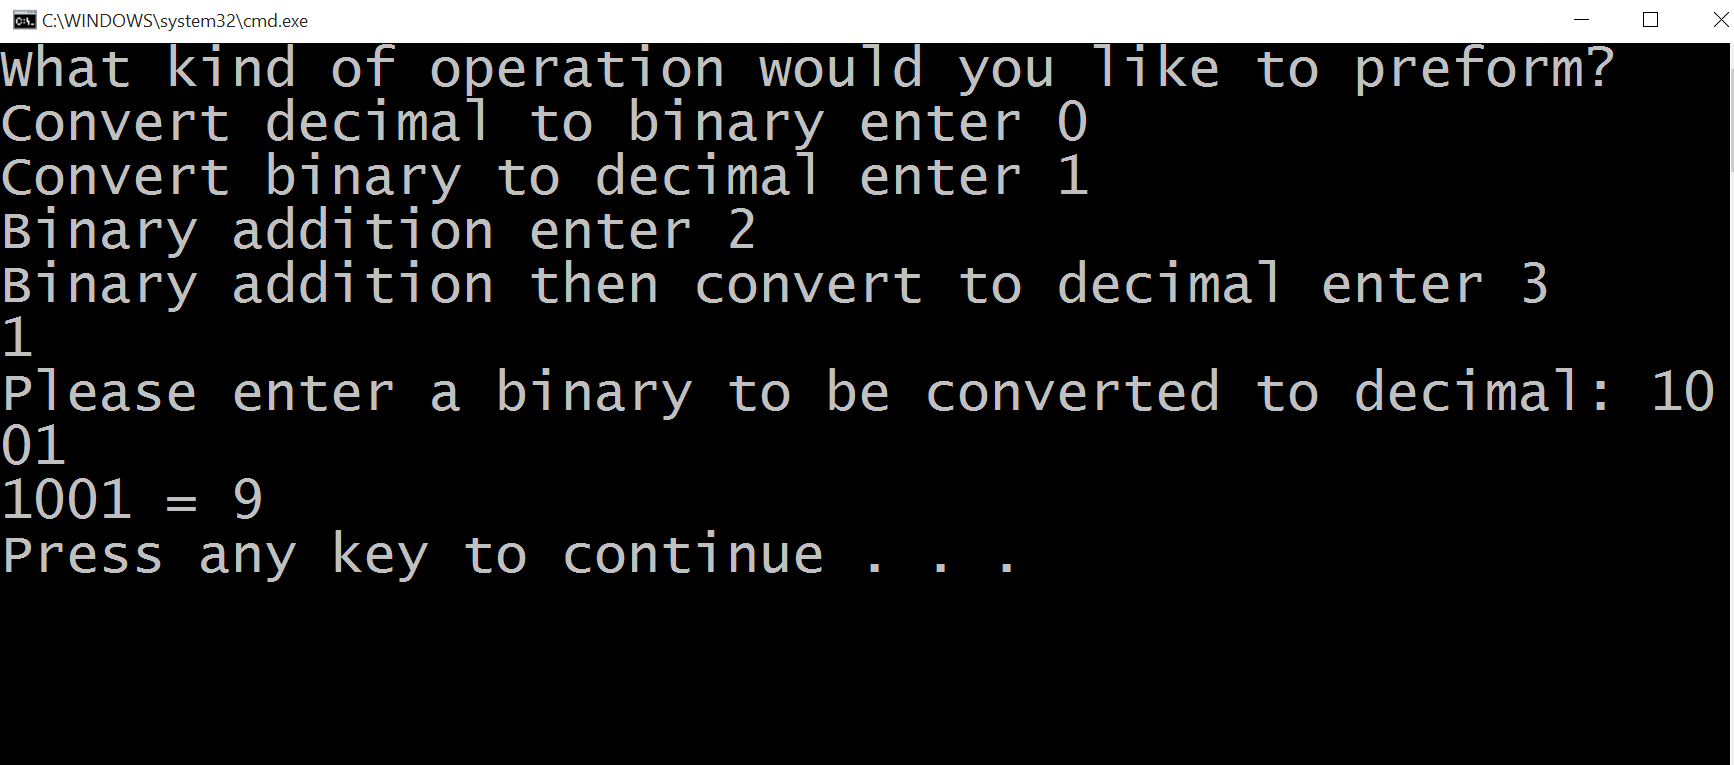 C:\WINDOWS\system32\cmd.exe
What kind of operation would you like to preform?
Convert decimal to binary enter 0
Convert binary to decimal enter 1
Binary addition enter 2
Binary addition then convert to decimal enter 3
1
Please enter a binary to be converted to decimal: 10
01
1001 = 9
Press any key to continue . . .